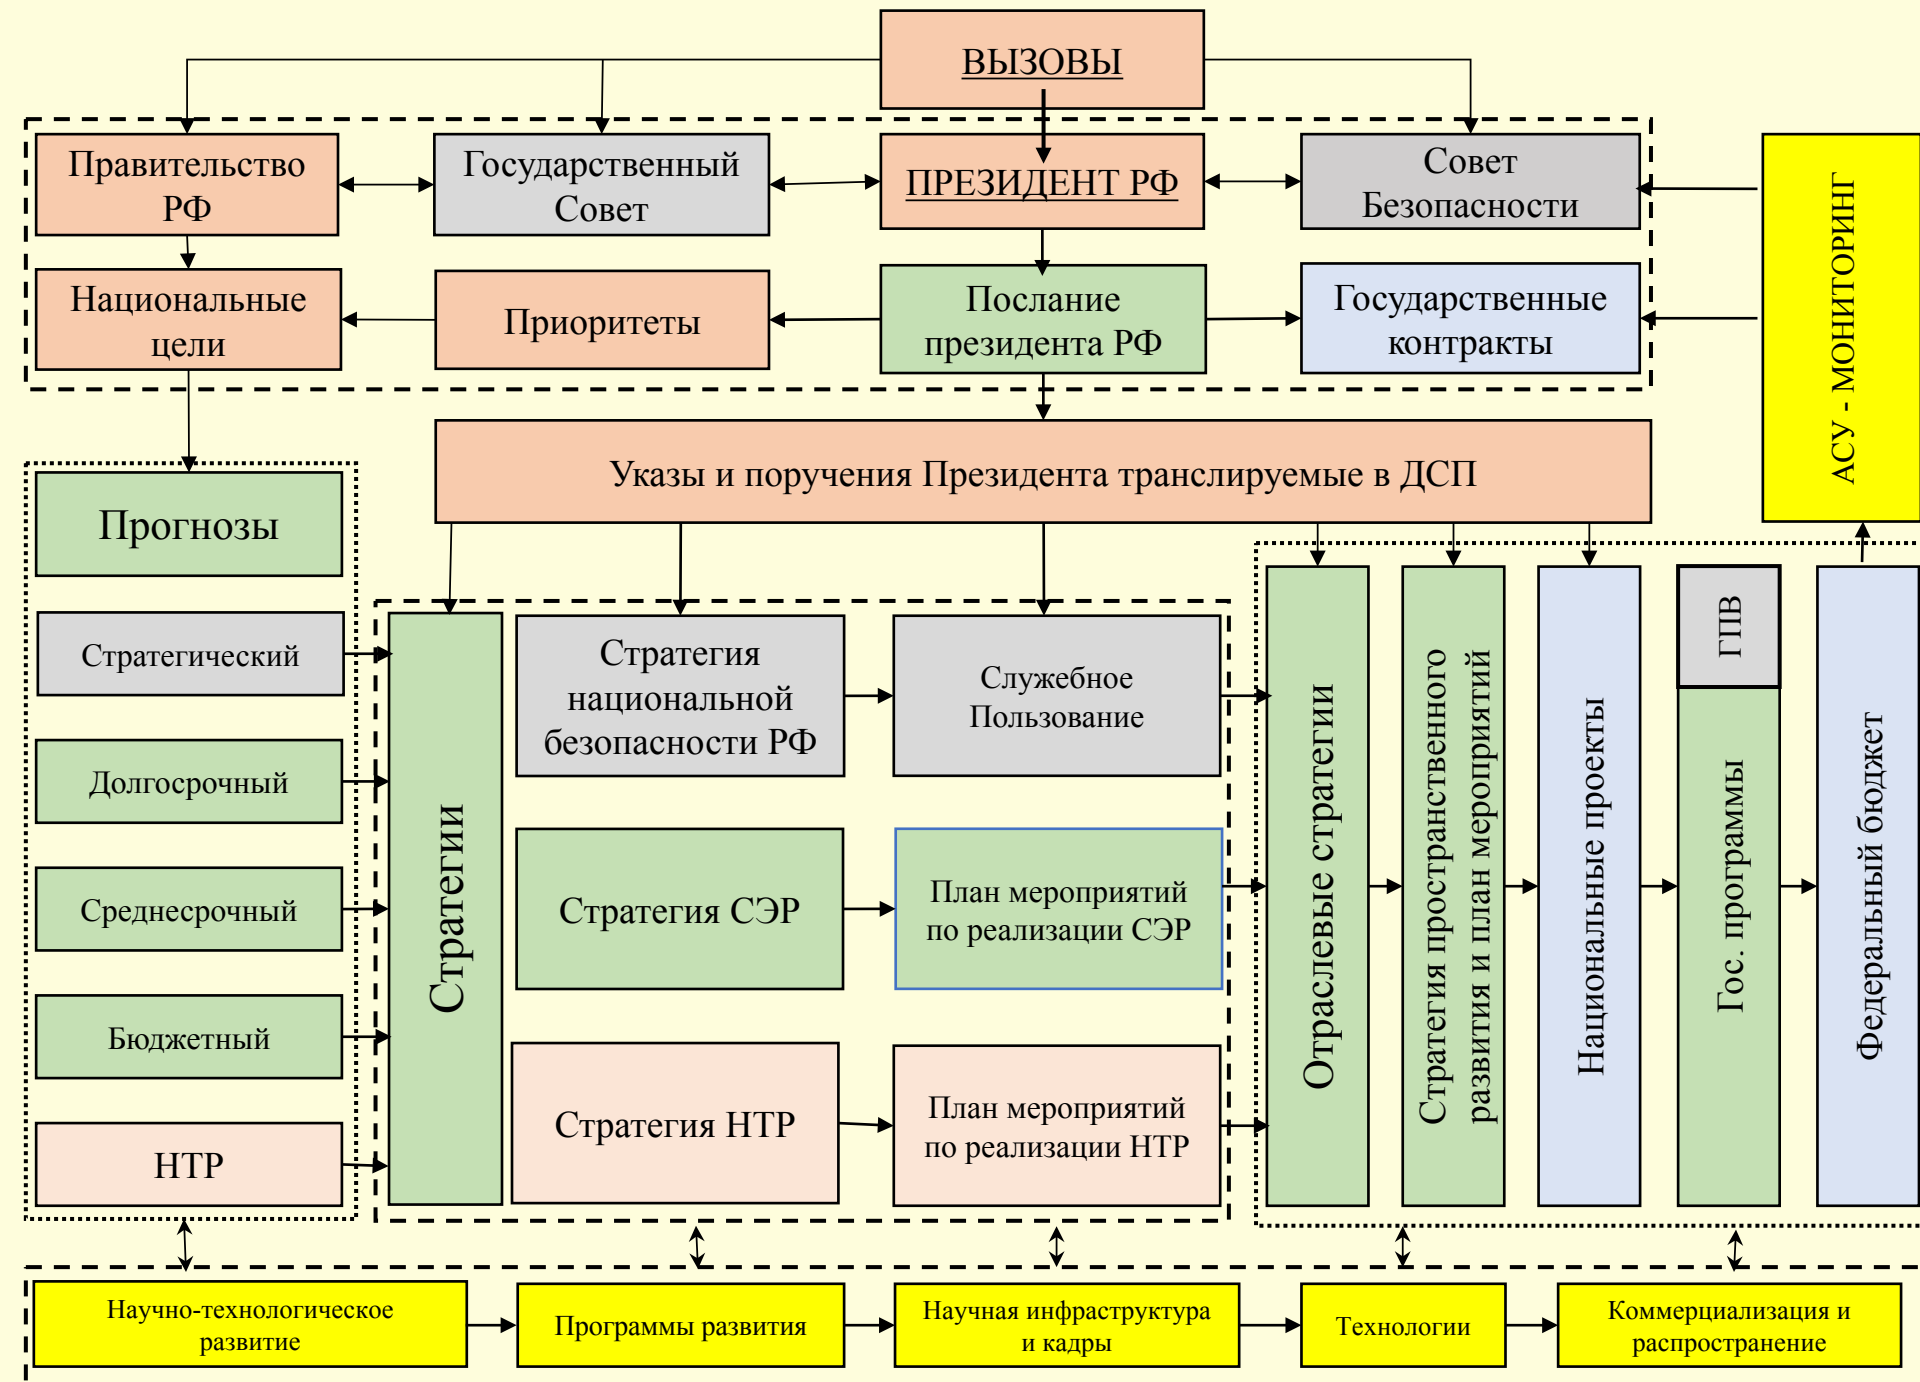 ВЫЗОВЫ
Правительство
РФ
Государственный
Совет
ПРЕЗИДЕНТ РФ
Совет
Безопасности
Национальные
цели
Приоритеты
Послание
президента РФ
Государственные
контракты
АСУ - МОНИТОРИНГ
Указы и поручения Президента транслируемые в ДСП
Прогнозы
Стратегический
Долгосрочный
Среднесрочный
Бюджетный
НТР
Стратегии
Стратегия
национальной
безопасности РФ
Служебное
Пользование
Стратегия СЭР
План мероприятий
по реализации СЭР
Стратегия НТР
План мероприятий
по реализации НТР
Отраслевые стратегии
Стратегия пространственного
развития и план мероприятий
Национальные проекты
ГПВ
Гос. программы
Федеральный бюджет
Научно-технологическое
развитие
Программы развития
Научная инфраструктура
и кадры
Технологии
Коммерциализация и
распространение